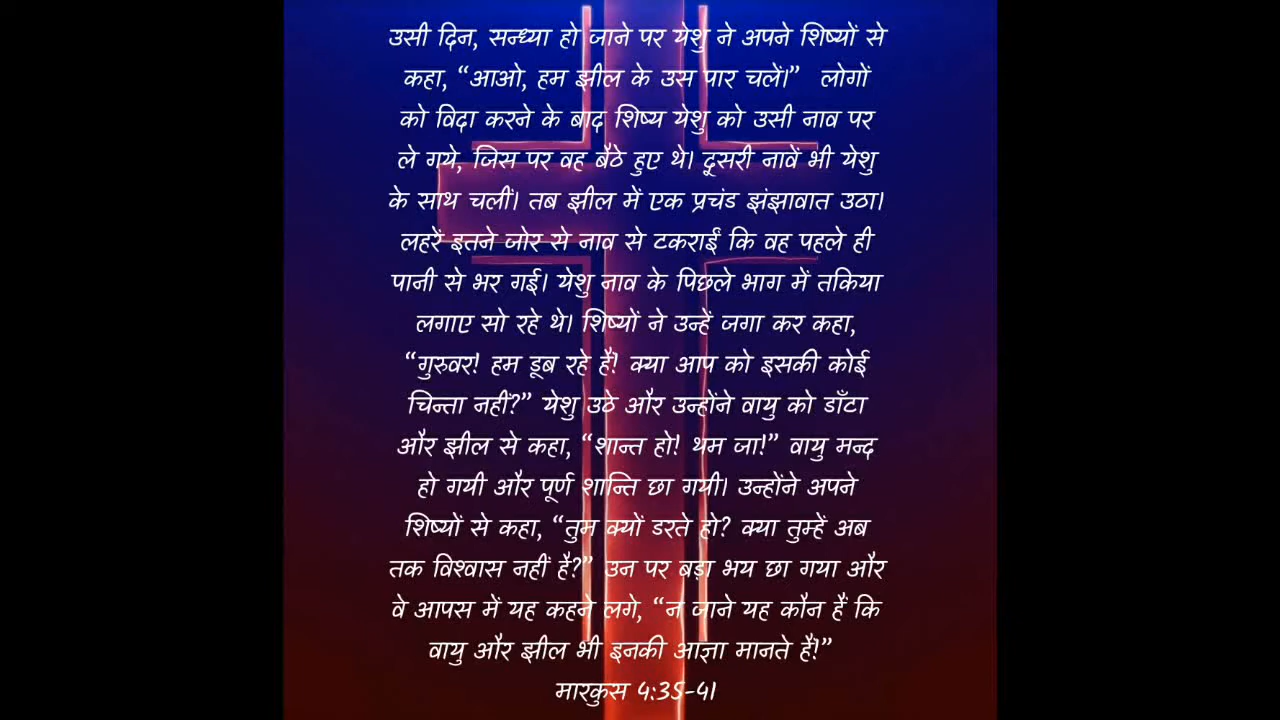 उसी दिन, सन्ध्या हो जाने पर येशु ने अपने शिष्यों से
कहा, “आओ, हम झील के उस पार चलें।” लोगों
को विदा करने के बाद शिष्य येशु को उसी नाव पर
ले गये, जिस पर वह बैठे हुए थे। दूसरी नावें भी येशु
के साथ चलीं। तब झील में एक प्रचंड झंझावात उठा।
लहरें इतने जोर से नाव से टकराईं कि वह पहले ही
पानी से भर गई। येशु नाव के पिछले भाग में तकिया
लगाए सो रहे थे। शिष्यों ने उन्हें जगा कर कहा,
“गुरुवर! हम डूब रहे हैं! क्या आप को इसकी कोई
चिन्ता नहीं?” येशु उठे और उन्होंने वायु को डाँटा
और झील से कहा, “शान्त हो! थम जा!” वायु मन्द
हो गयी और पूर्ण शान्ति छा गयी। उन्होंने अपने
शिष्यों से कहा, “तुम क्यों डरते हो? क्या तुम्हें अब
तक विश्वास नहीं है?” उन पर बड़ा भय छा गया और
वे आपस में यह कहने लगे, “न जाने यह कौन हैं कि
वायु और झील भी इनकी आज्ञा मानते हैं!”
मारकुस 4:35-41